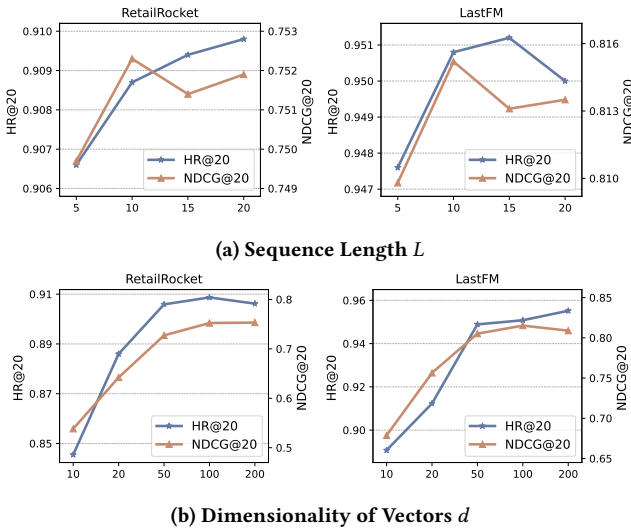 RetailRocket
0.910
0.909
0.908
0.907
0.906
HR@20
0.753
0.752
0.751
0.750
0.749
NDCG@20
HR@20
NDCG@20
5 10 15 20
LastFM
0.951
0.950
0.949
0.948
0.947
HR@20
0.816
0.813
0.810
NDCG@20
HR@20
NDCG@20
5 10 15 20
(a) Sequence Length L
RetailRocket
0.91
0.89
0.87
0.85
HR@20
0.8
0.7
0.6
0.5
NDCG@20
HR@20
NDCG@20
10 20 50 100 200
LastFM
0.96
0.94
0.92
0.90
HR@20
0.85
0.80
0.75
0.70
0.65
NDCG@20
HR@20
NDCG@20
10 20 50 100 200
(b) Dimensionality of Vectors d